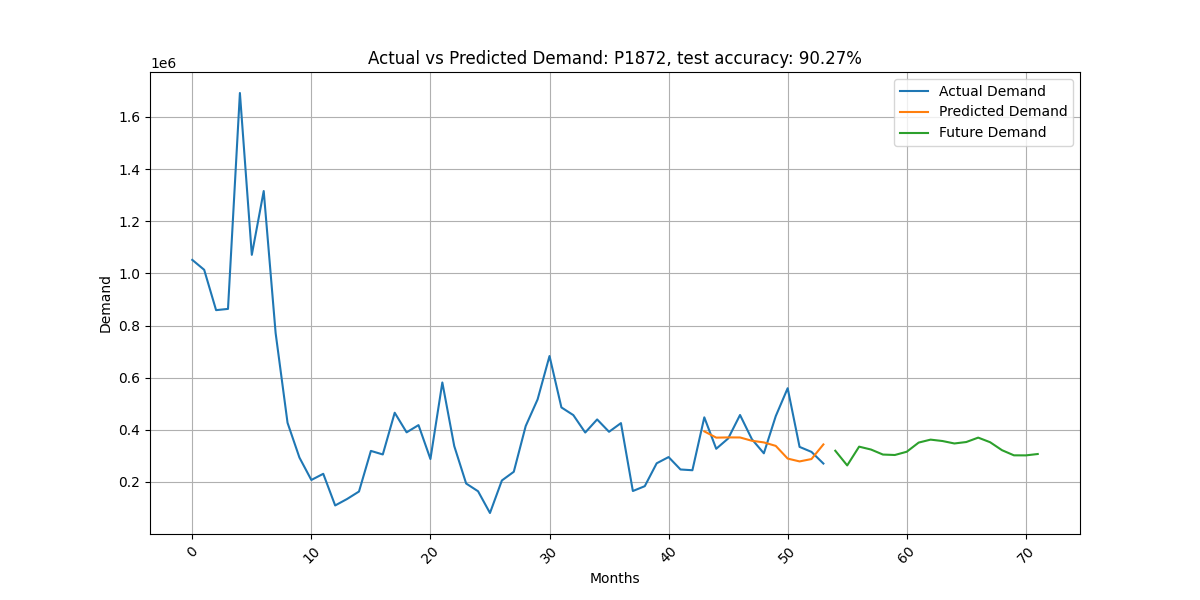 Actual vs Predicted Demand: P1872, test accuracy: 90.27%
1e6
Actual Demand
Predicted Demand
Future Demand
1.6
1.4
1.2
1.0
0.8
0.6
0.4
0.2
Demand
0
10
20
30
40
50
60
70
Months